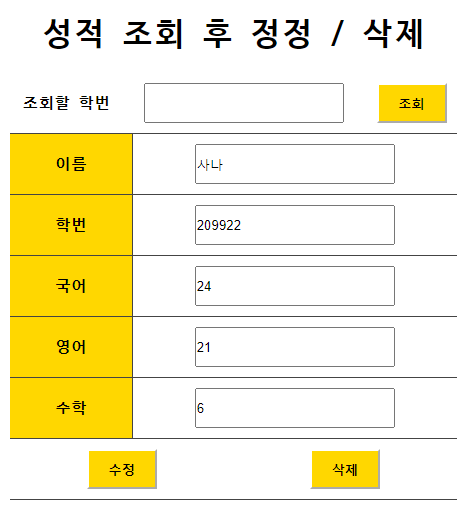 성적 조회 후 정정 / 삭제
조회할 학번 조회
이름 사나
학번 209922
국어 24
영어 21
수학 6
수정 삭제